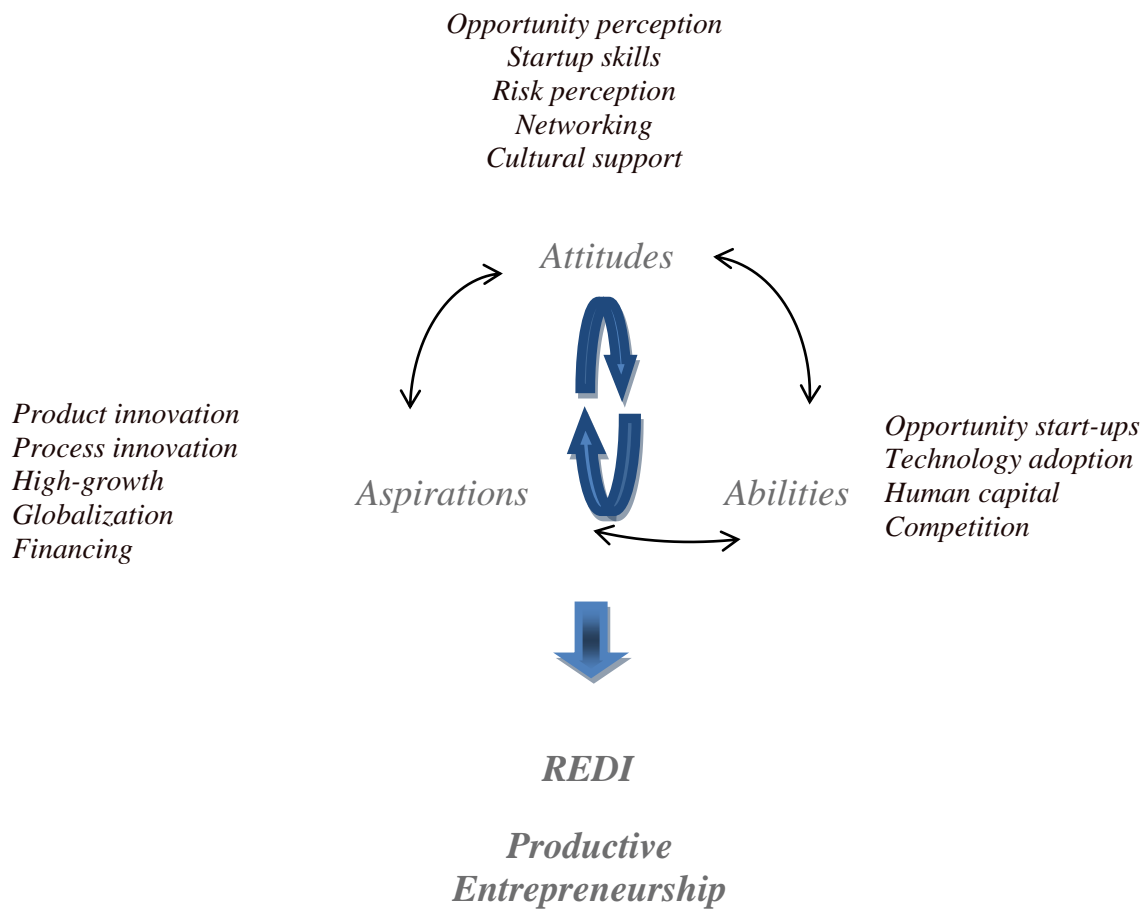 Opportunity perception
Startup skills
Risk perception
Networking
Cultural support
Attitudes
Product innovation
Process innovation
High-growth
Globalization
Financing
Aspirations
Abilities
Opportunity start-ups
Technology adoption
Human capital
Competition
REDI
Productive
Entrepreneurship